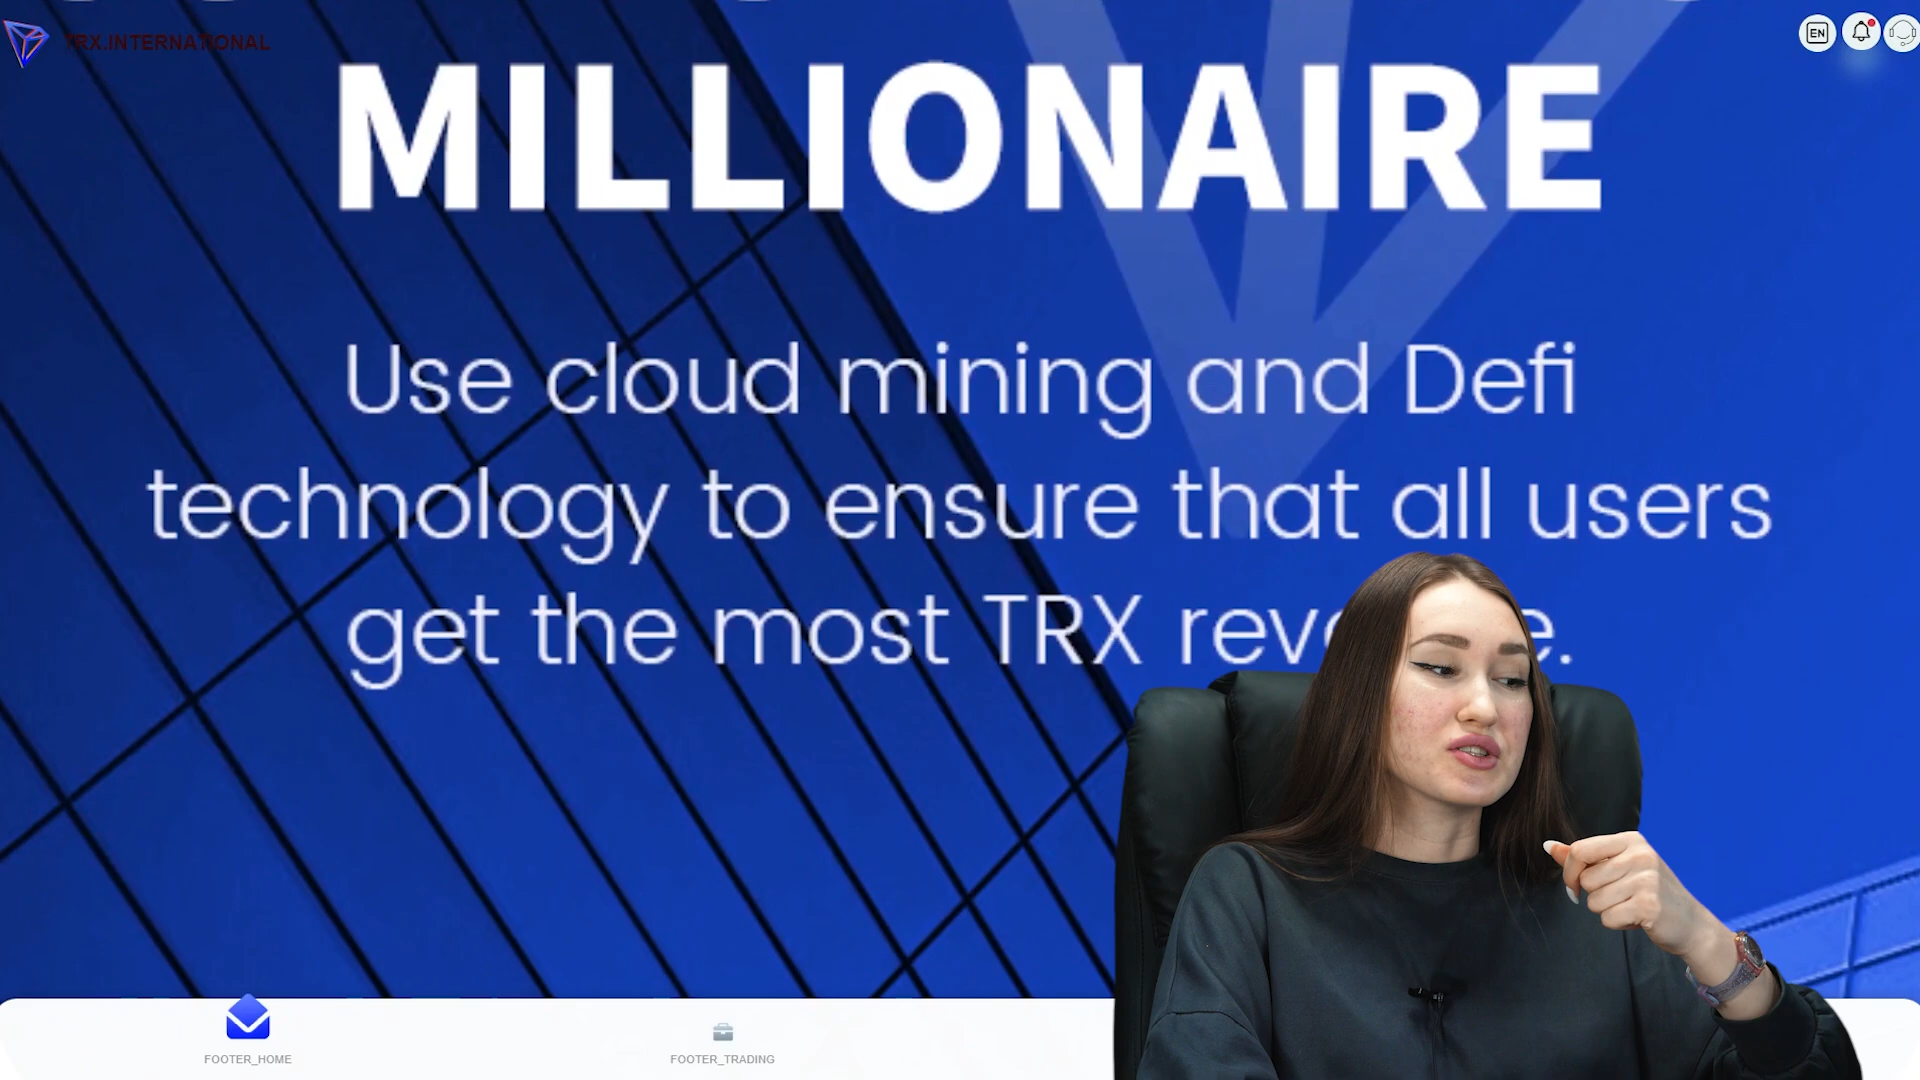 TRX.INTERNATIONAL
EN
MILLIONAIRE
Use cloud mining and Defi
technology to ensure that all users
get the most TRX
FOOTER_HOME
FOOTER_TRADING